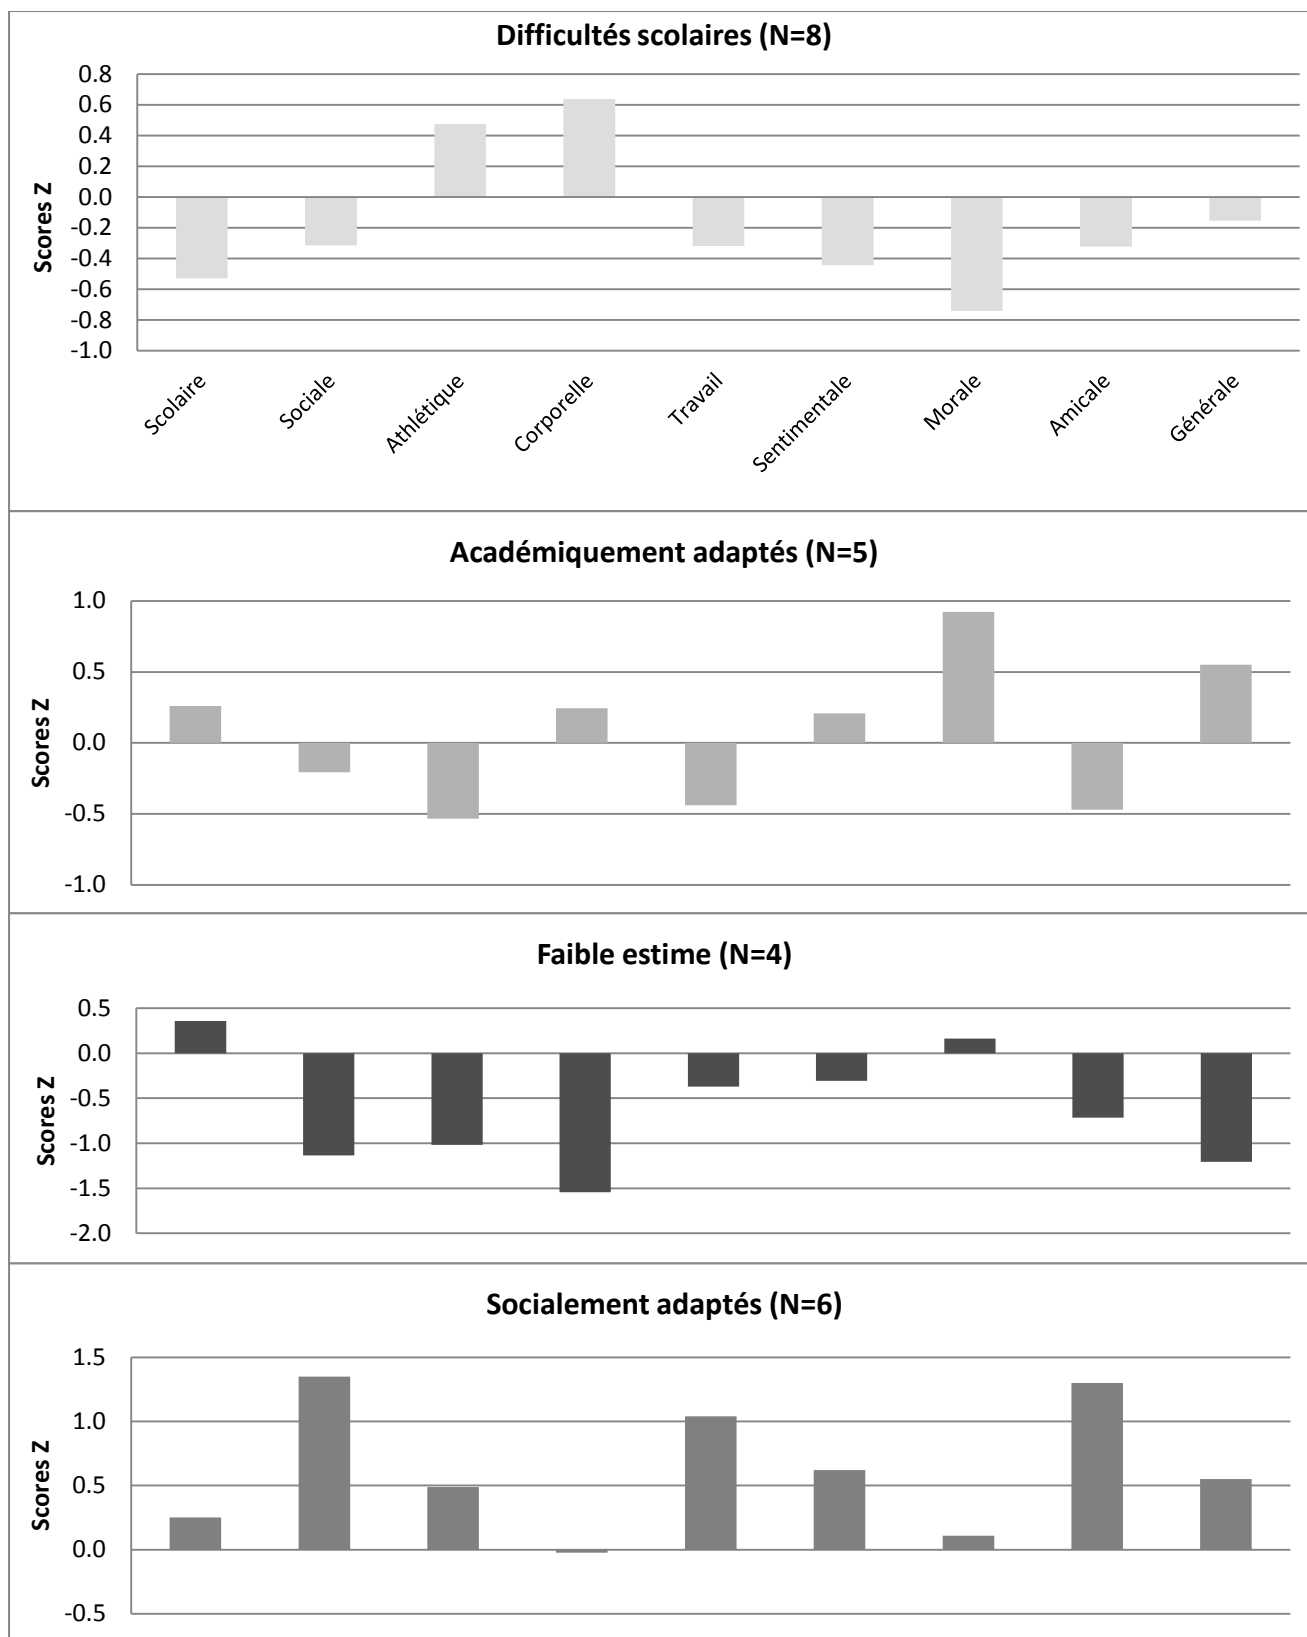 Difficultés scolaires (N=8)
0.8
0.6
0.4
0.2
0.0
-0.2
-0.4
-0.6
-0.8
-1.0
Scores Z
Scolaire
Sociale
Athlétique
Corporelle
Travail
Sentimentale
Morale
Amicale
Générale
Académiquement adaptés (N=5)
1.0
0.5
0.0
-0.5
-1.0
Scores Z
Faible estime (N=4)
0.5
0.0
-0.5
-1.0
-1.5
-2.0
Scores Z
Socialement adaptés (N=6)
1.5
1.0
0.5
0.0
-0.5
Scores Z